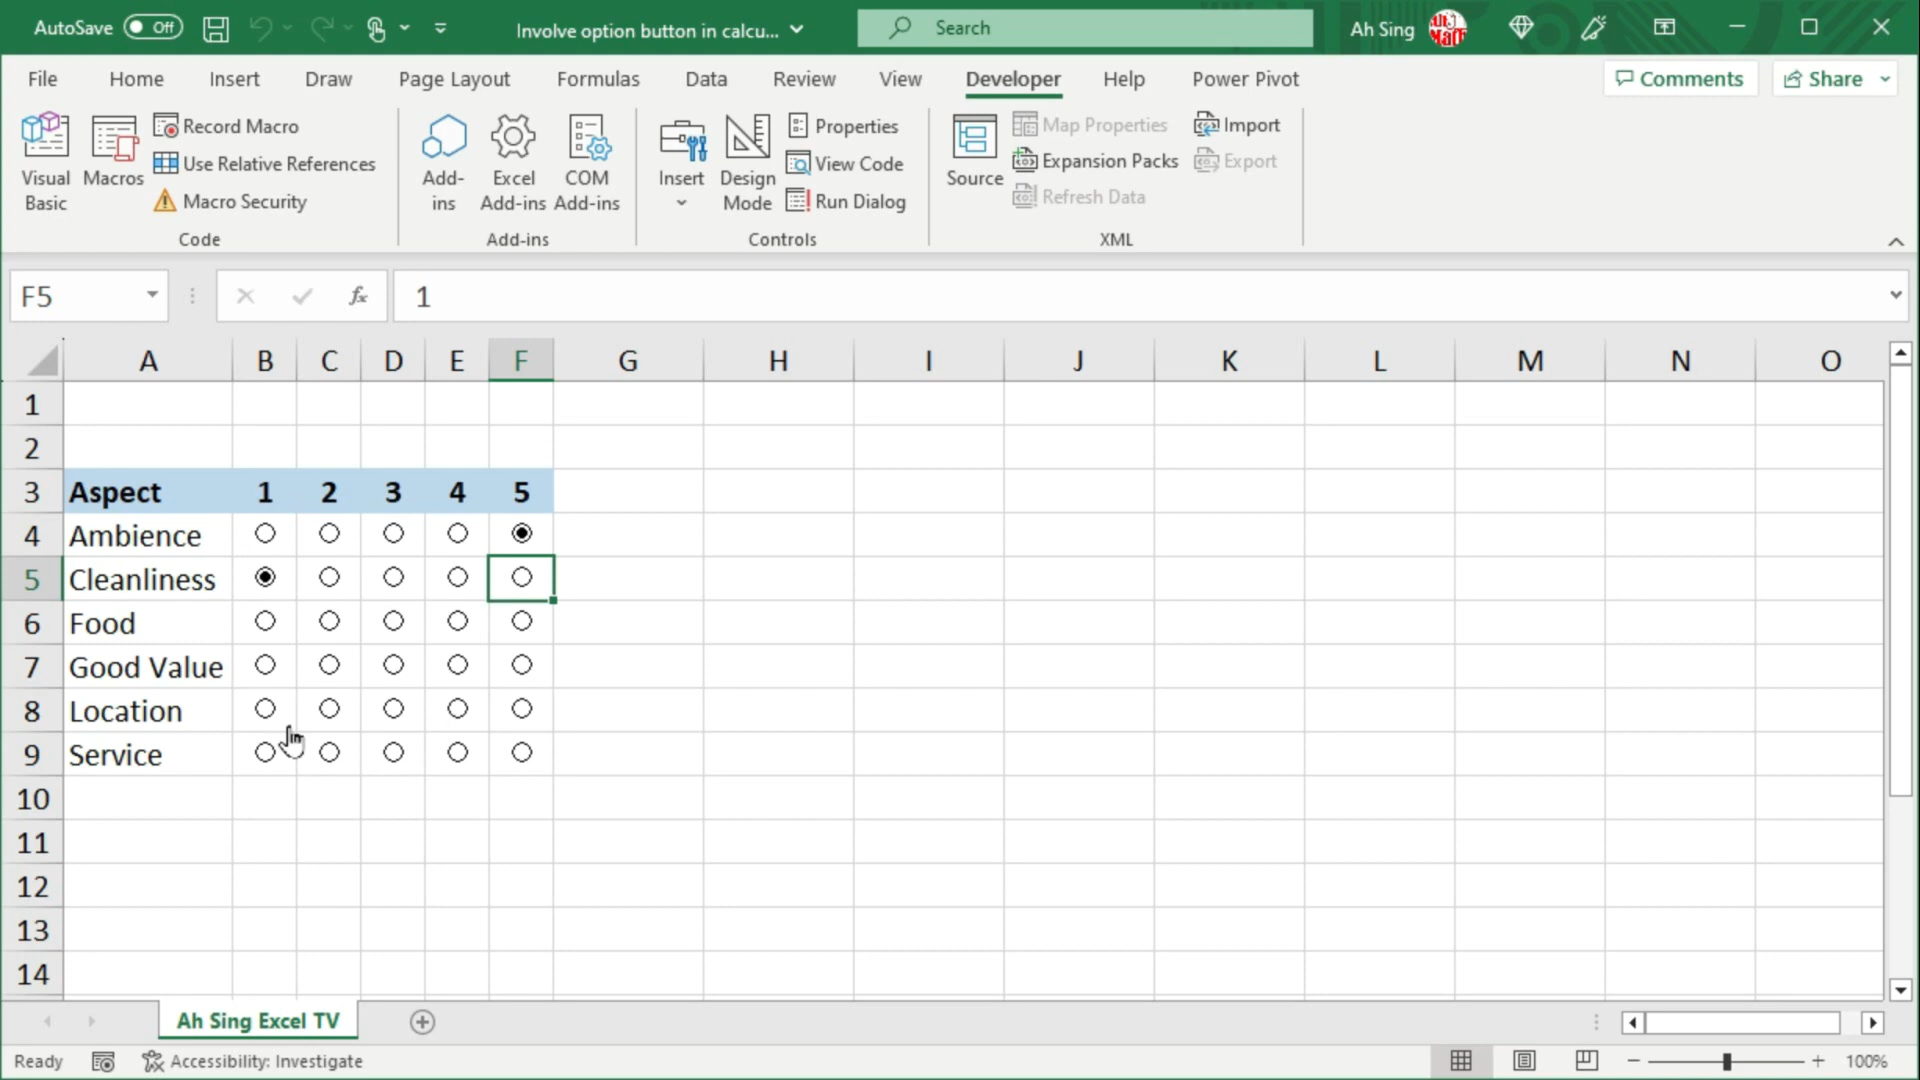 AutoSave Off
Involve option button in calcu...
Search
Ah Sing
File Home Insert Draw Page Layout Formulas Data Review View Developer Help Power Pivot
Comments Share
Visual Basic
Macros
Record Macro
Use Relative References
Macro Security
Code
Add-ins
Excel Add-ins
COM Add-ins
Add-ins
Insert
Design Mode
Properties
View Code
Run Dialog
Controls
Source
Map Properties
Expansion Packs
Refresh Data
Import
Export
XML
F5 fx 1
A B C D E F G H I J K L M N O
1
2
3 Aspect 1 2 3 4 5
4 Ambience
5 Cleanliness
6 Food
7 Good Value
8 Location
9 Service
10
11
12
13
14
Ah Sing Excel TV
Ready Accessibility: Investigate 100%